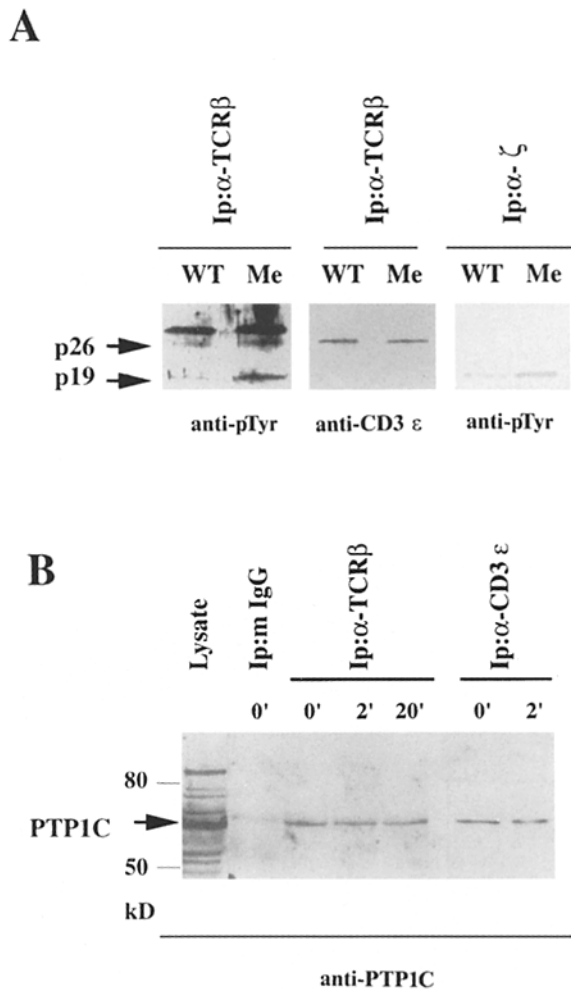 A
Ip:α-TCRβ
Ip:α-TCRβ
Ip:α-ζ
WT Me
WT Me
WT Me
p26
p19
anti-pTyr
anti-CD3 ε
anti-pTyr
B
Lysate
Ip:m IgG
Ip:α-TCRβ
Ip:α-CD3 ε
0' 0' 2' 20' 0' 2'
80
PTP1C
50
kD
anti-PTP1C